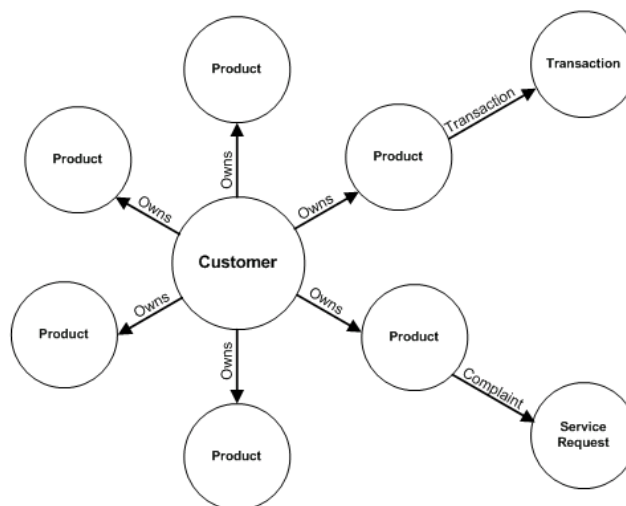 Product
Transaction
Transaction
Product
Product
Owns
Owns
Owns
Customer
Owns
Owns
Product
Product
Owns
Complaint
Product
Service
Request